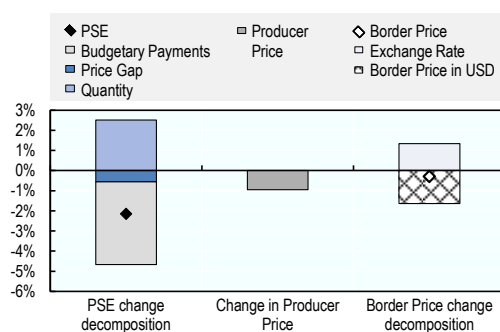 PSE
Budgetary Payments
Price Gap
Quantity
Producer
Price
Border Price
Exchange Rate
Border Price in USD
3%
2%
1%
0%
-1%
-2%
-3%
-4%
-5%
-6%
PSE change
decomposition
Change in Producer
Price
Border Price change
decomposition